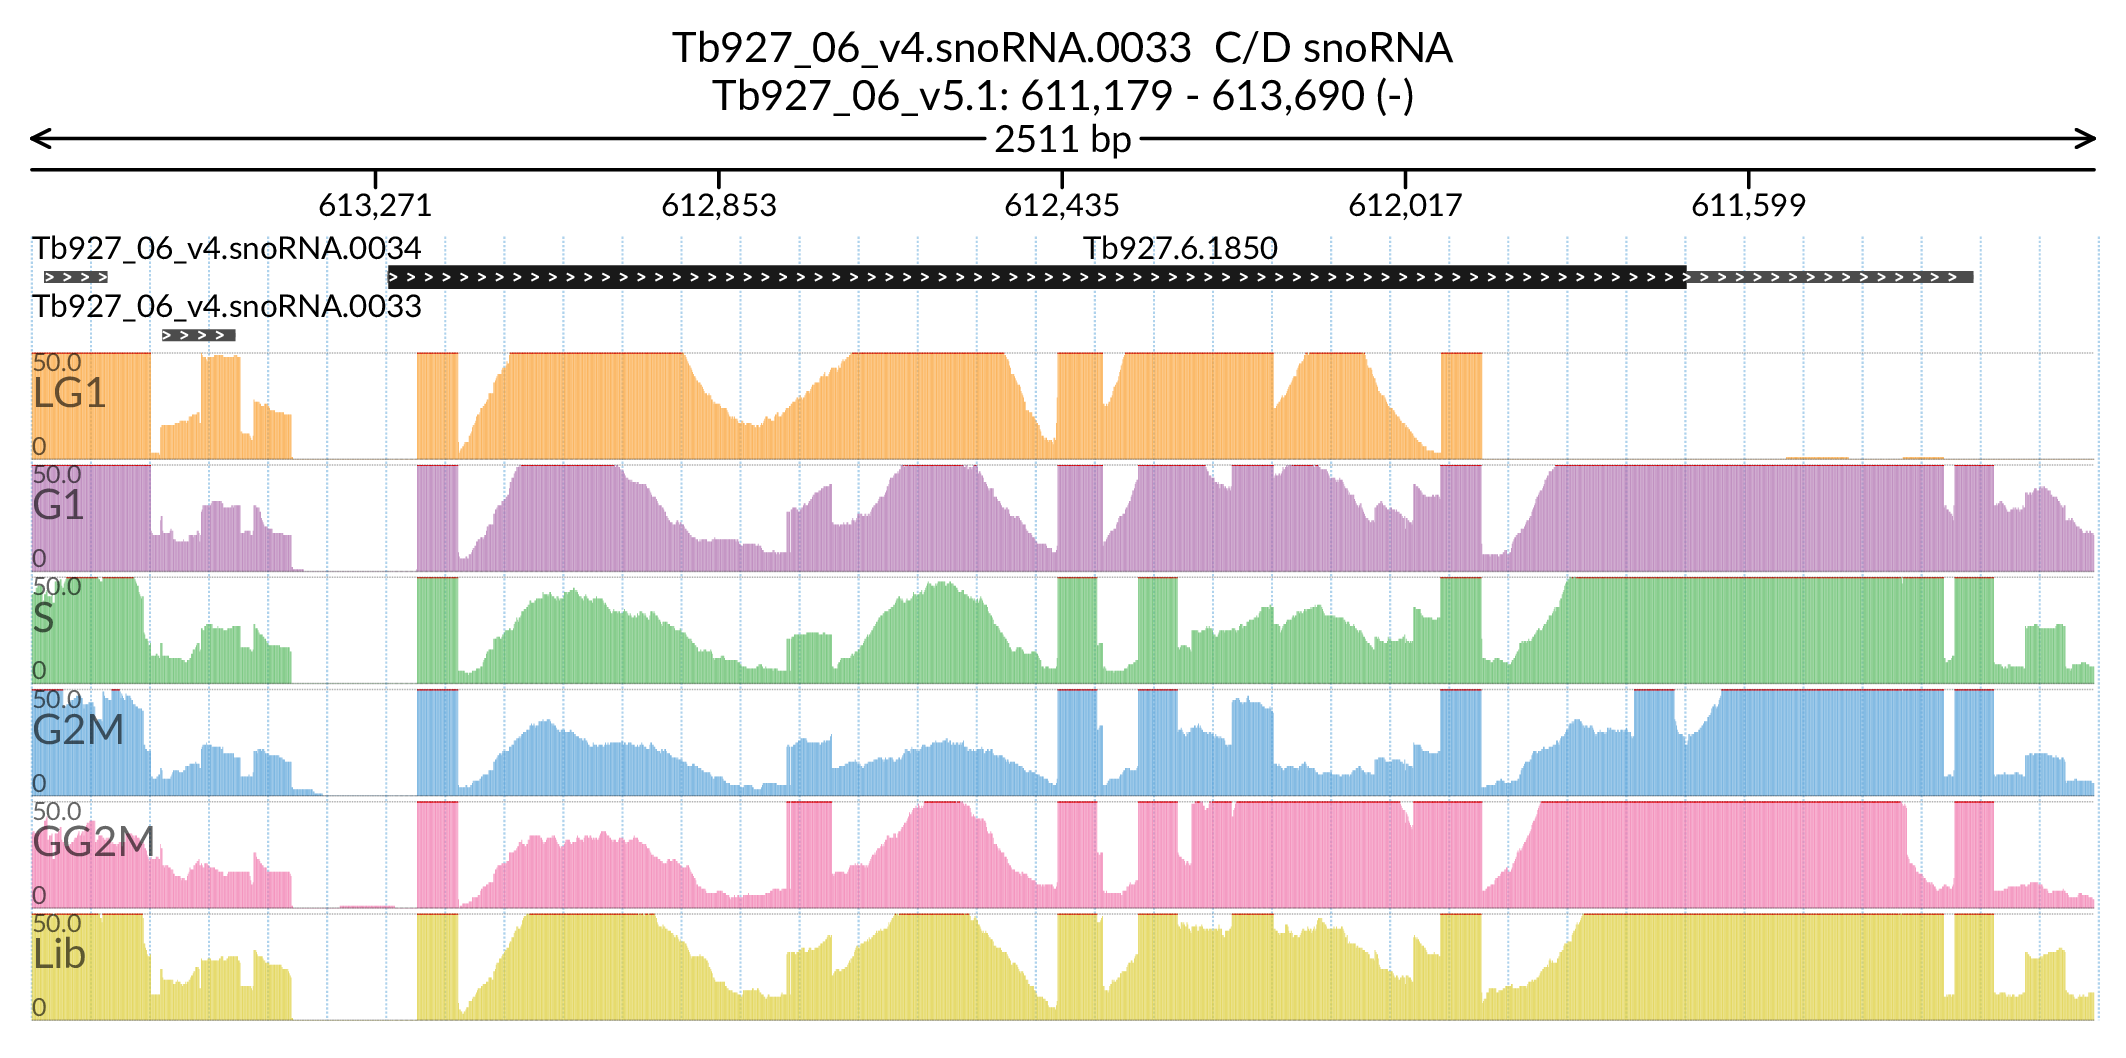 Tb927_06_v4.snoRNA.0033 C/D snoRNA
Tb927_06_v5.1: 611,179 - 613,690 (-)
2511 bp
613,271 612,853 612,435 612,017 611,599
Tb927_06_v4.snoRNA.0034 Tb927.6.1850
Tb927_06_v4.snoRNA.0033
50.0
LG1
0
50.0
G1
0
50.0
S
0
50.0
G2M
0
50.0
GG2M
0
50.0
Lib
0